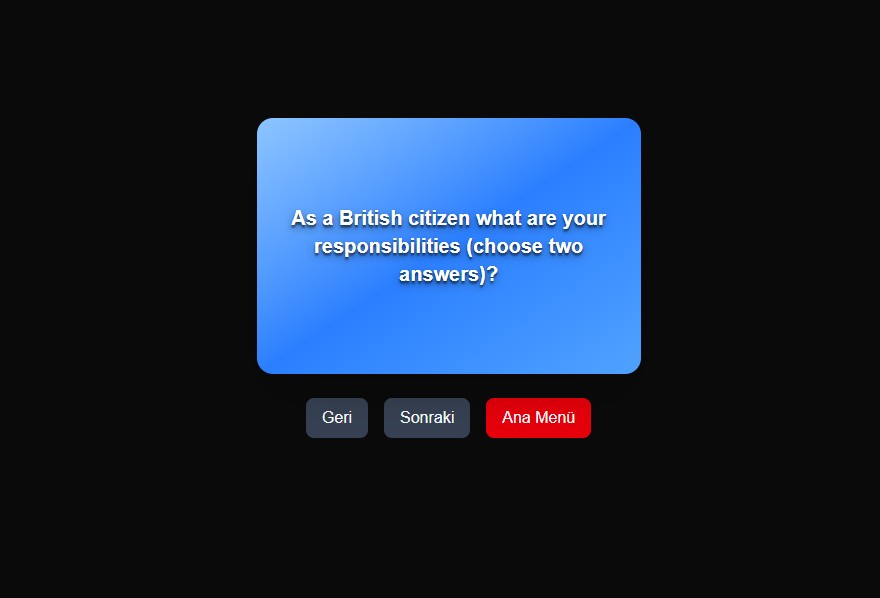 As a British citizen what are your
responsibilities (choose two
answers)?
Geri
Sonraki
Ana Menü